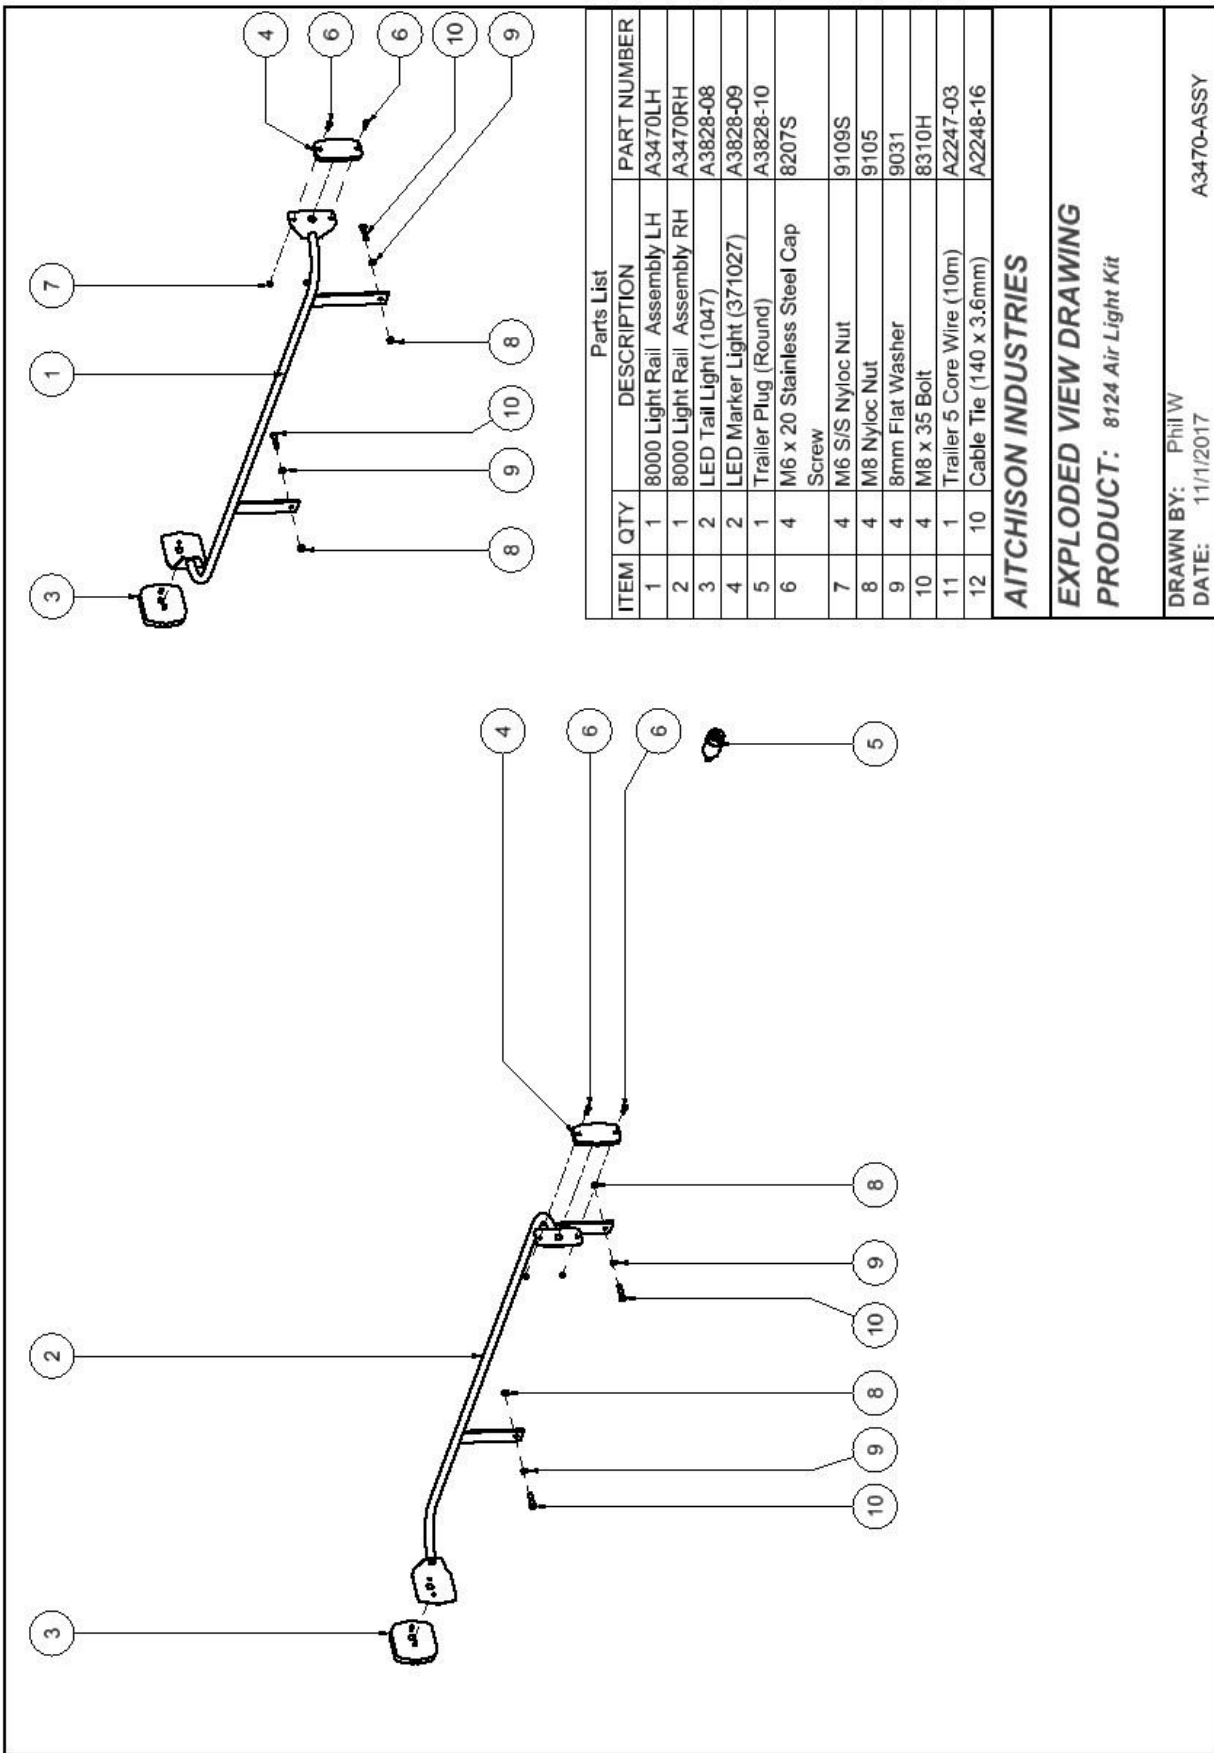 3 2 3 1 7
4
6
6
10
4 8 9 10 8 9
6
6
10 9 8 10 9 8 5
Parts List
ITEM QTY DESCRIPTION PART NUMBER
1 1 8000 Light Rail Assembly LH A3470LH
2 1 8000 Light Rail Assembly RH A3470RH
3 2 LED Tail Light (1047) A3828-08
4 2 LED Marker Light (371027) A3828-09
5 1 Trailer Plug (Round) A3828-10
6 4 M6 x 20 Stainless Steel Cap 8207S
Screw
7 4 M6 S/S Nyloc Nut 9109S
8 4 M8 Nyloc Nut 9105
9 4 8mm Flat Washer 9031
10 4 M8 x 35 Bolt 8310H
11 1 Trailer 5 Core Wire (10m) A2247-03
12 10 Cable Tie (140 x 3.6mm) A2248-16
AITCHISON INDUSTRIES
EXPLODED VIEW DRAWING
PRODUCT: 8124 Air Light Kit
DRAWN BY: Phil W
DATE: 11/1/2017 A3470-ASSY